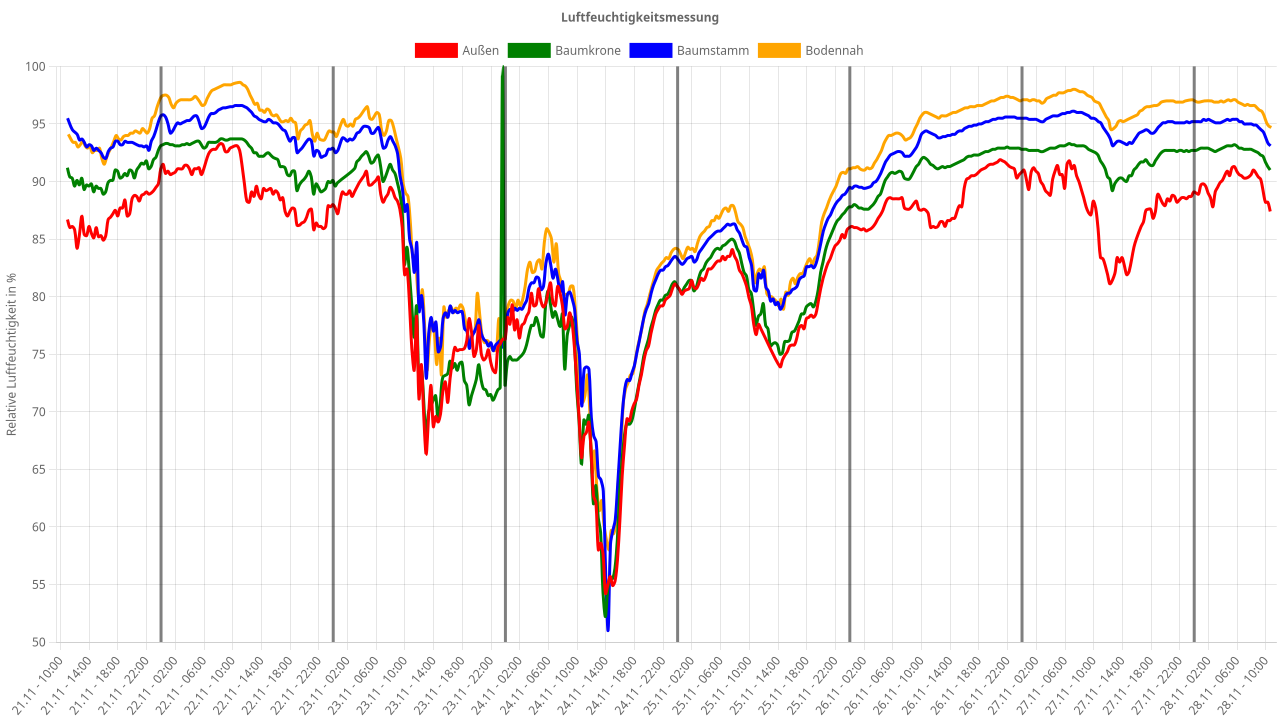 Luftfeuchtigkeitsmessung
Außen Baumkrone Baumstamm Bodennah
Relative Luftfeuchtigkeit in %
100
95
90
85
80
75
70
65
60
55
50
21.11 - 10:00
21.11 - 14:00
21.11 - 18:00
21.11 - 22:00
22.11 - 02:00
22.11 - 06:00
22.11 - 10:00
22.11 - 14:00
22.11 - 18:00
22.11 - 22:00
23.11 - 02:00
23.11 - 06:00
23.11 - 10:00
23.11 - 14:00
23.11 - 18:00
23.11 - 22:00
24.11 - 02:00
24.11 - 06:00
24.11 - 10:00
24.11 - 14:00
24.11 - 18:00
24.11 - 22:00
25.11 - 02:00
25.11 - 06:00
25.11 - 10:00
25.11 - 14:00
25.11 - 18:00
25.11 - 22:00
26.11 - 02:00
26.11 - 06:00
26.11 - 10:00
26.11 - 14:00
26.11 - 18:00
26.11 - 22:00
27.11 - 02:00
27.11 - 06:00
27.11 - 10:00
27.11 - 14:00
27.11 - 18:00
27.11 - 22:00
28.11 - 02:00
28.11 - 06:00
28.11 - 10:00